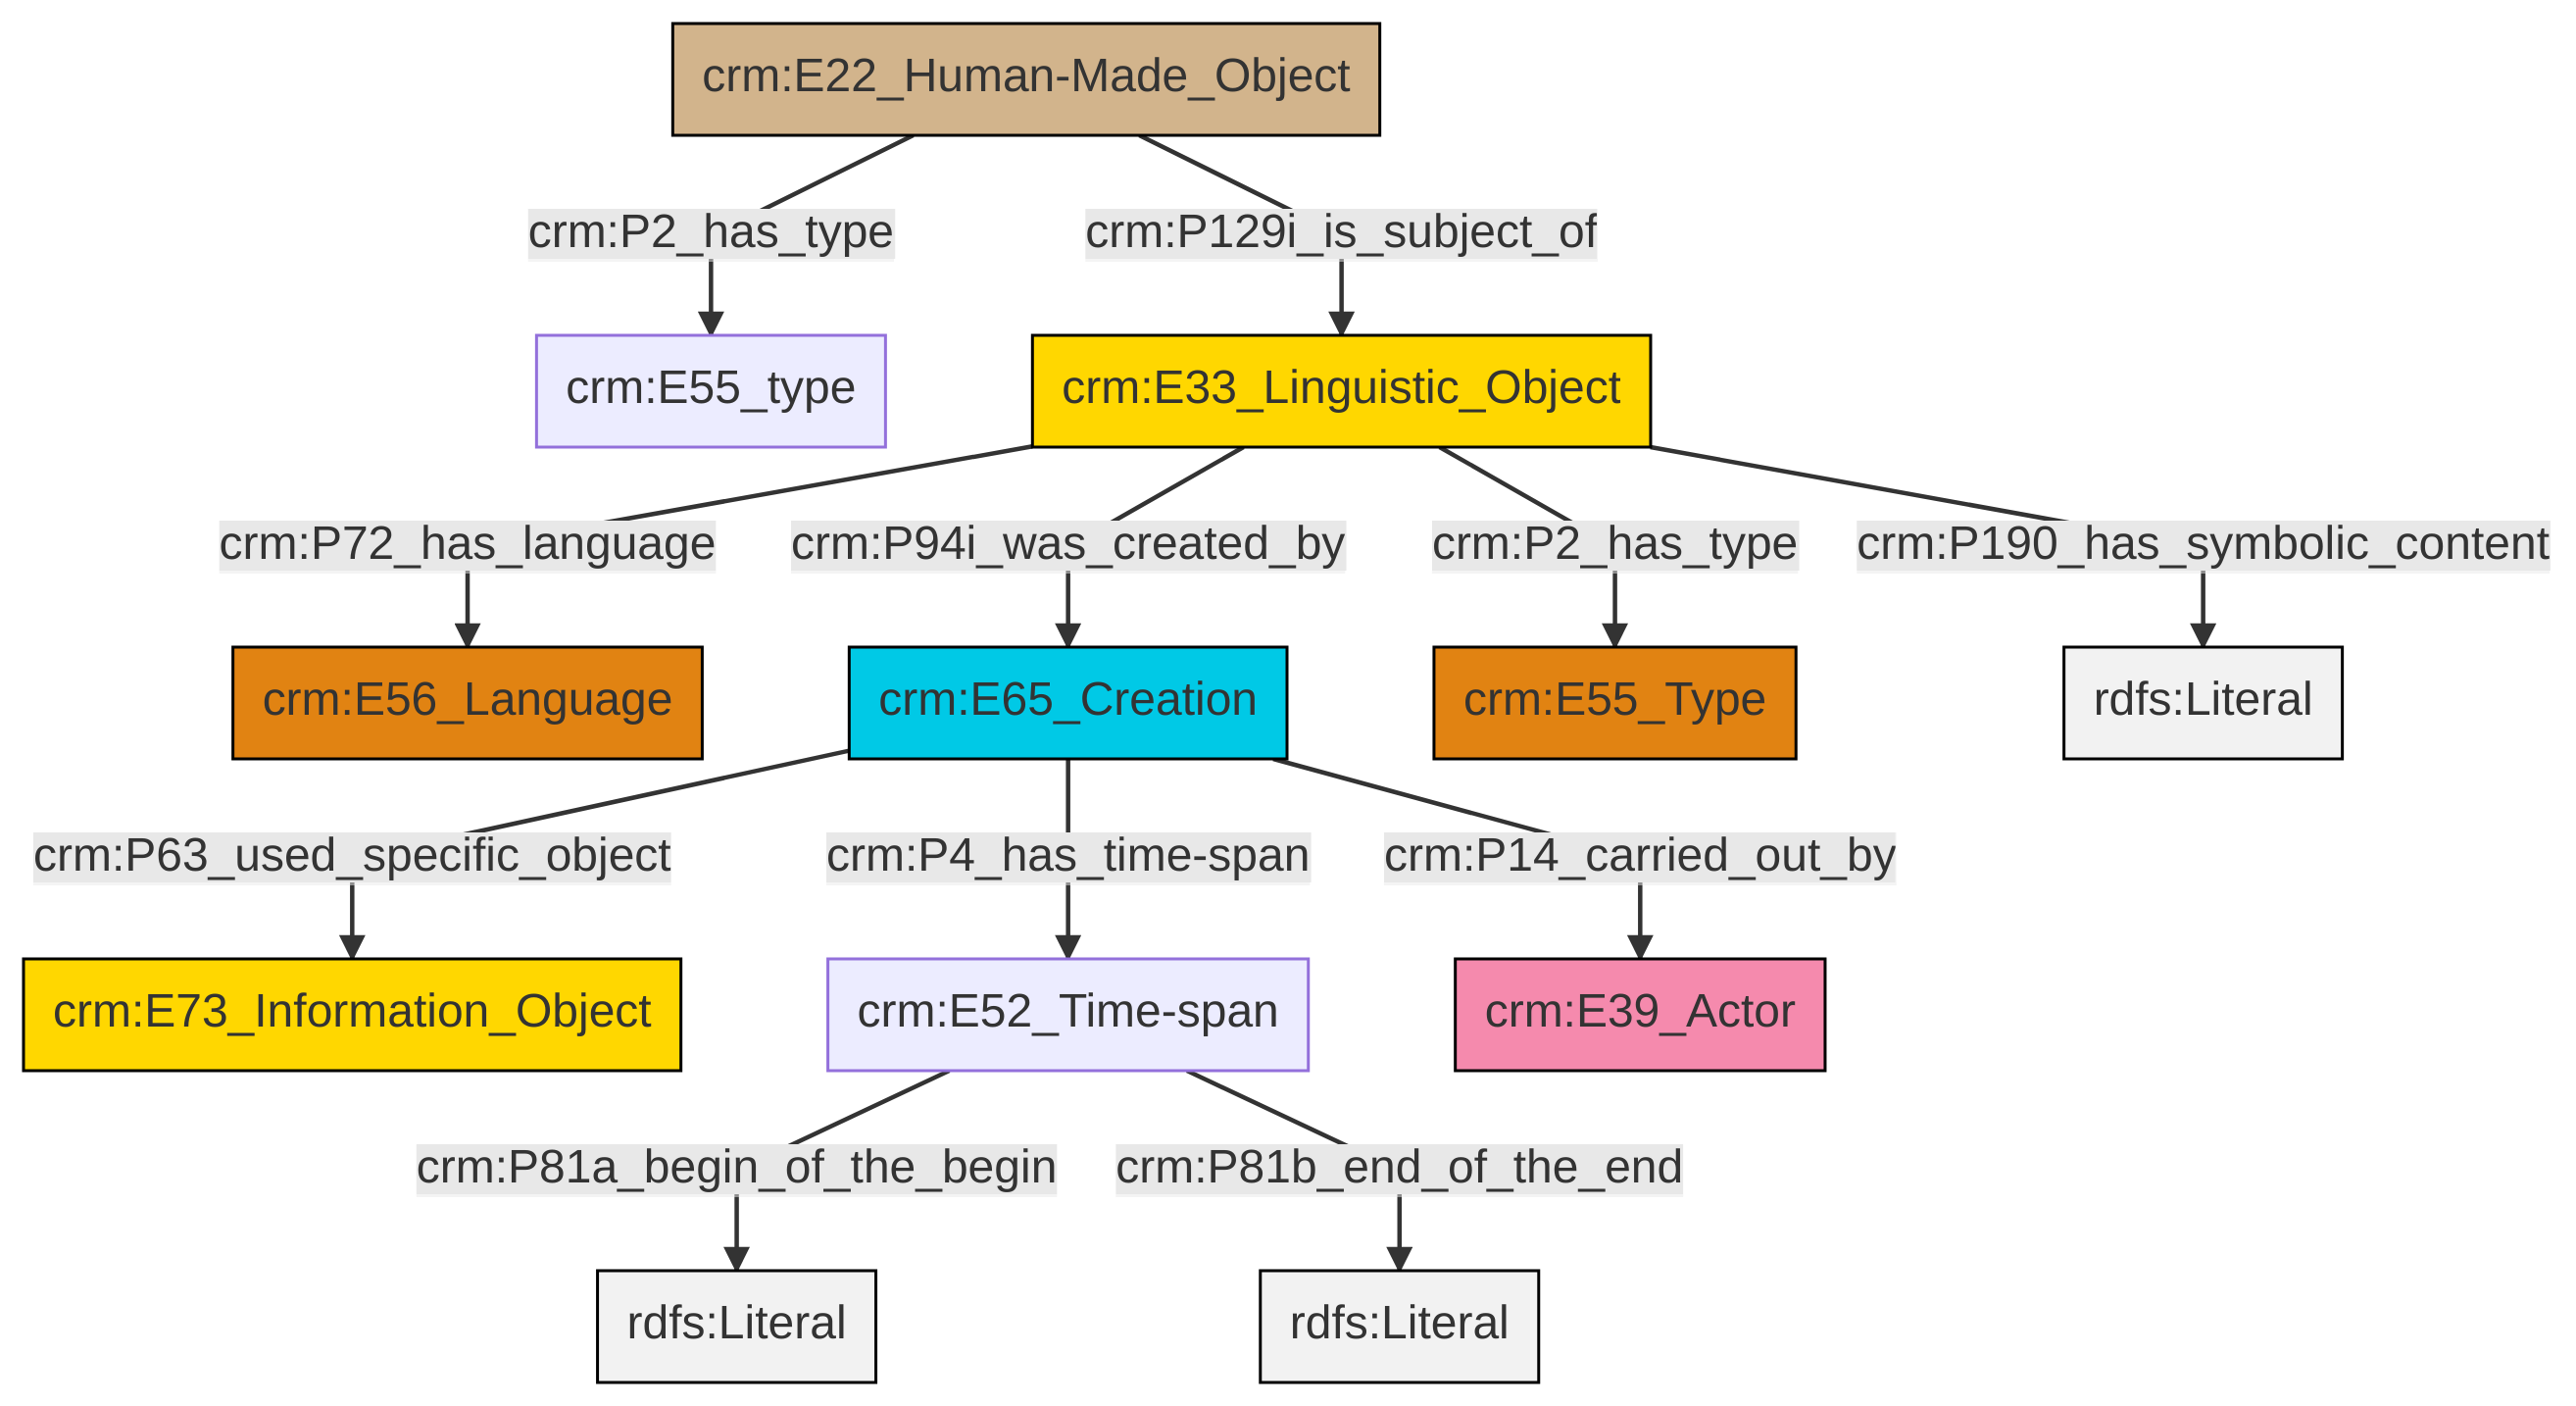 crm:E22_Human-Made_Object
crm:P2_has_type
crm:P129i_is_subject_of
crm:E55_type
crm:E33_Linguistic_Object
crm:P72_has_language
crm:P94i_was_created_by
crm:P2_has_type
crm:P190_has_symbolic_content
crm:E56_Language
crm:E65_Creation
crm:E55_Type
rdfs:Literal
crm:P63_used_specific_object
crm:P4_has_time-span
crm:P14_carried_out_by
crm:E73_Information_Object
crm:E52_Time-span
crm:E39_Actor
crm:P81a_begin_of_the_begin
crm:P81b_end_of_the_end
rdfs:Literal
rdfs:Literal